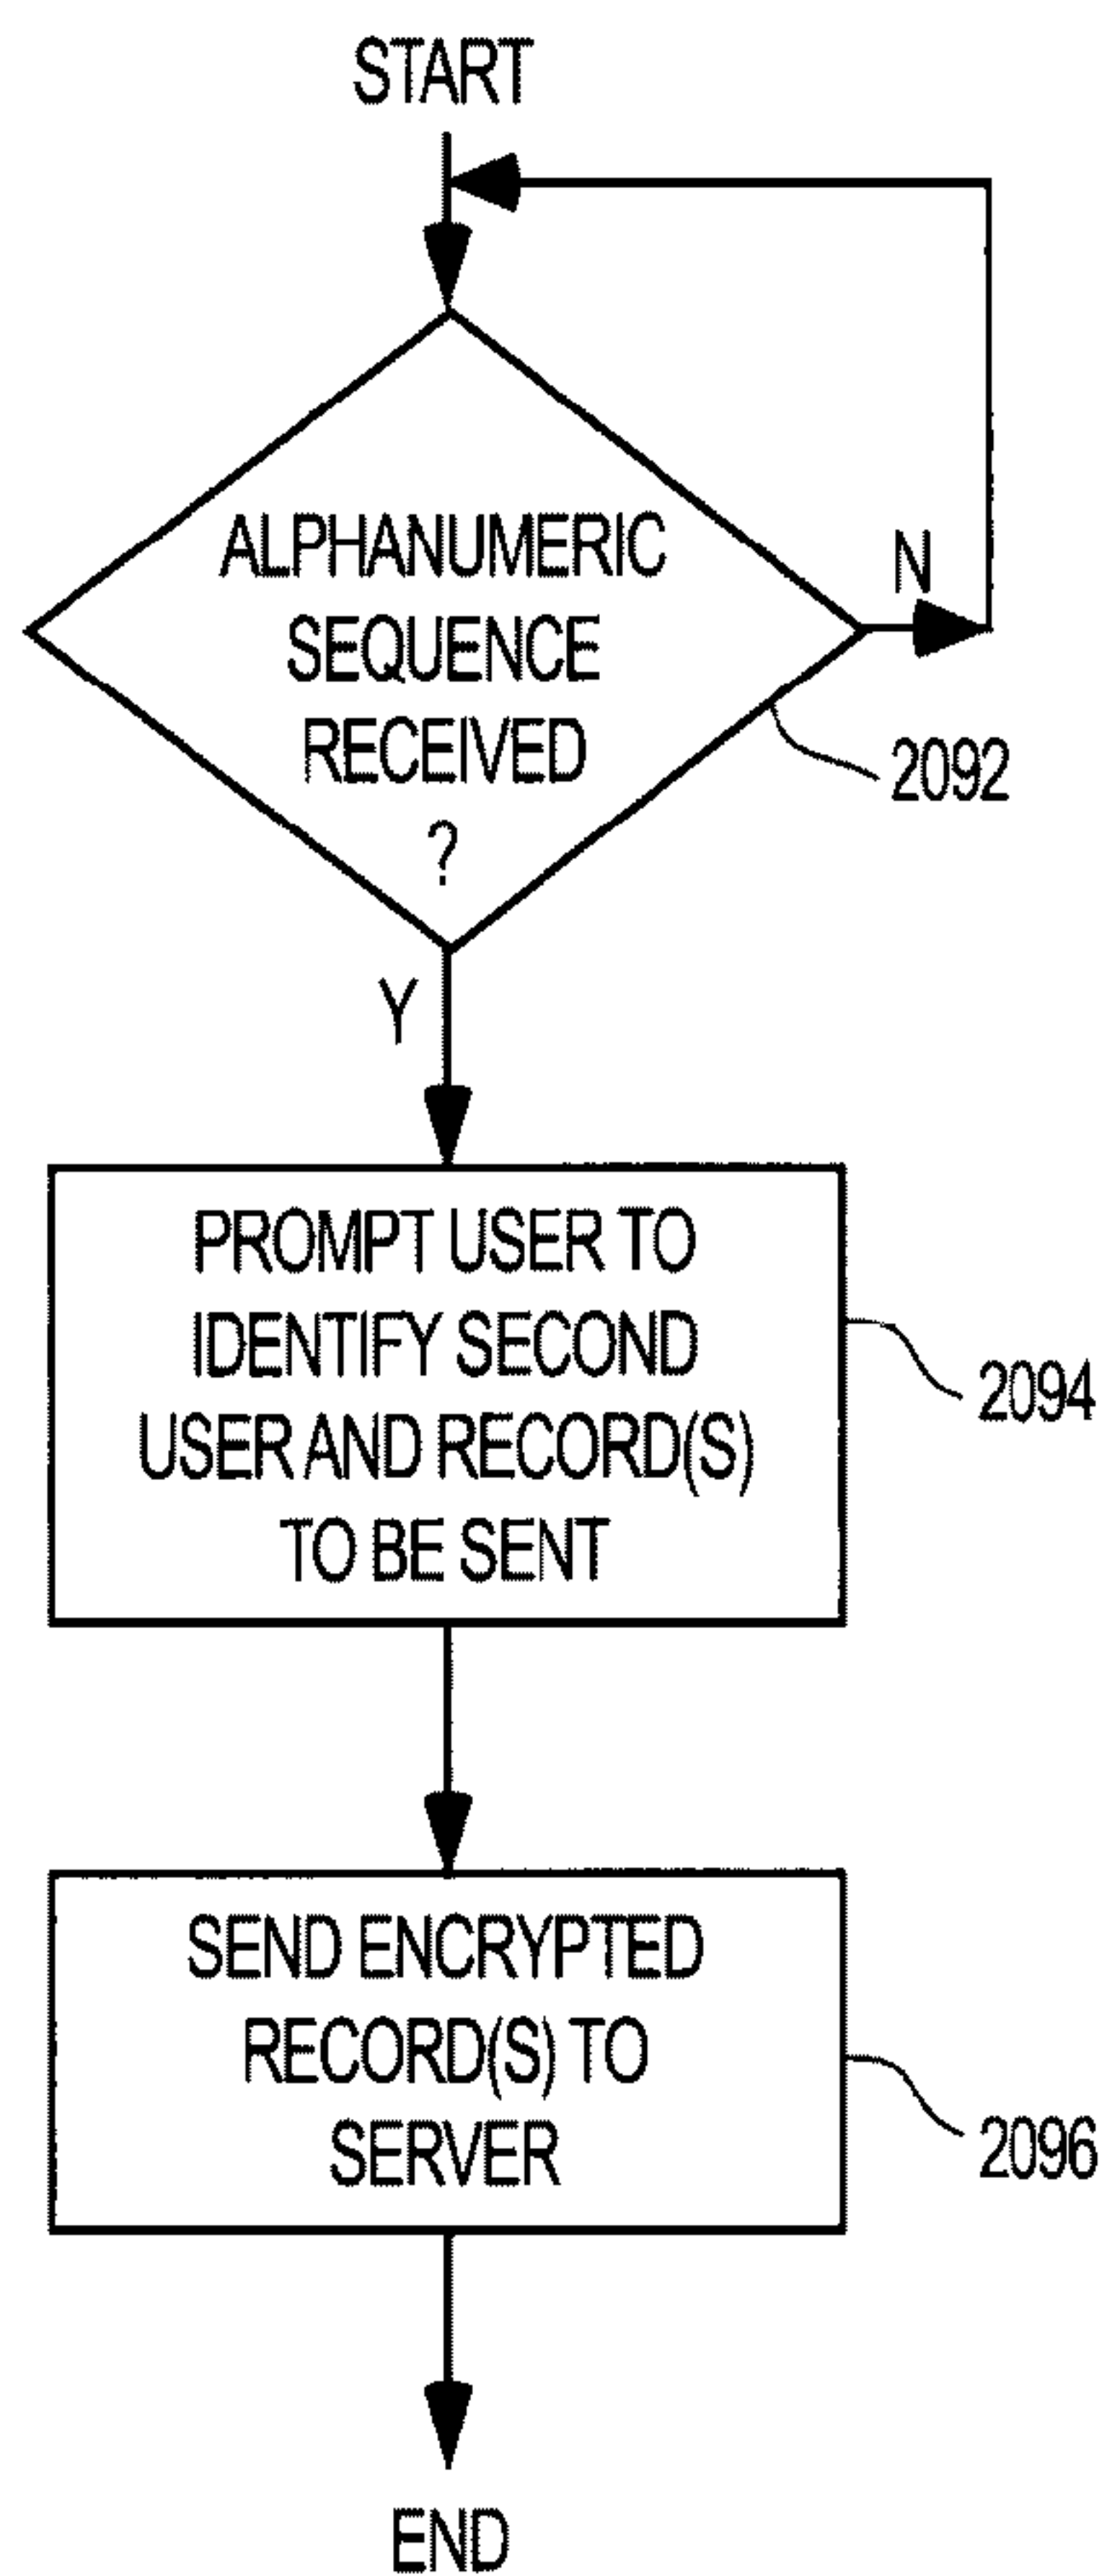 START
ALPHANUMERIC
SEQUENCE
RECEIVED
?
N
2092
Y
PROMPT USER TO
IDENTIFY SECOND
USER AND RECORD(S)
TO BE SENT
2094
SEND ENCRYPTED
RECORD(S) TO
SERVER
2096
END